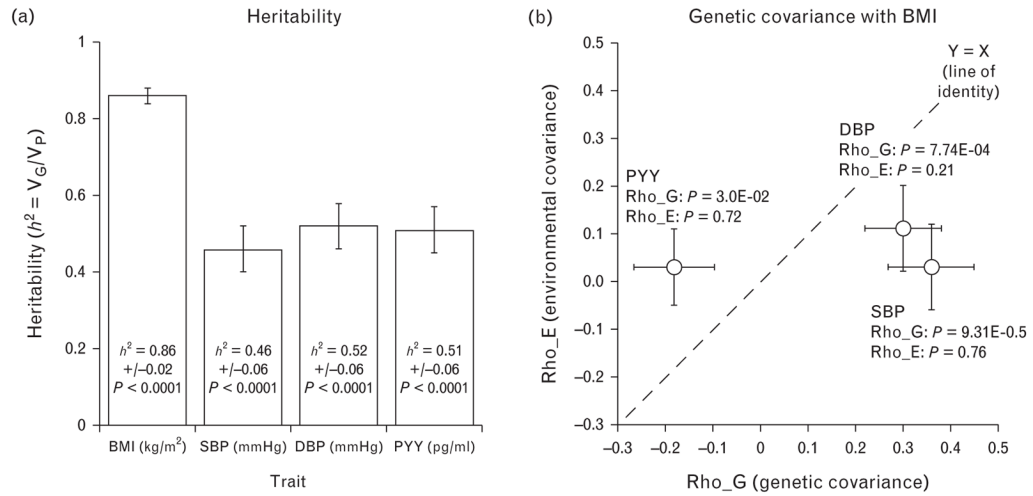 (a)
Heritability
Heritability (h² = V_G/V_P)
1
0.8
0.6
0.4
0.2
0
h² = 0.86
+/–0.02
P < 0.0001
h² = 0.46
+/–0.06
P < 0.0001
h² = 0.52
+/–0.06
P < 0.0001
h² = 0.51
+/–0.06
P < 0.0001
BMI (kg/m²)
SBP (mmHg)
DBP (mmHg)
PYY (pg/ml)
Trait
(b)
Genetic covariance with BMI
Rho_E (environmental covariance)
0.5
0.4
0.3
0.2
0.1
0.0
–0.1
–0.2
–0.3
Y = X
(line of
identity)
DBP
Rho_G: P = 7.74E-04
Rho_E: P = 0.21
PYY
Rho_G: P = 3.0E-02
Rho_E: P = 0.72
SBP
Rho_G: P = 9.31E-0.5
Rho_E: P = 0.76
–0.3 –0.2 –0.1 0 0.1 0.2 0.3 0.4 0.5
Rho_G (genetic covariance)